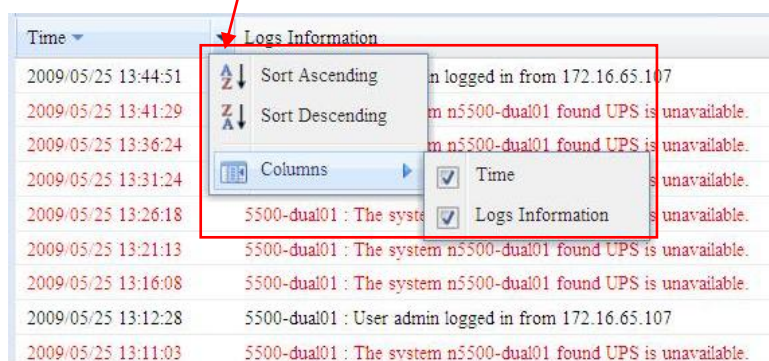 Time Logs Information
2009/05/25 13:44:51 in logged in from 172.16.65.107
Sort Ascending
2009/05/25 13:41:29 m n5500-dual01 found UPS is unavailable.
Sort Descending
2009/05/25 13:36:24 m n5500-dual01 found UPS is unavailable.
Columns
2009/05/25 13:31:24 s unavailable.
Time
2009/05/25 13:26:18 5500-dual01 : The syste s unavailable.
Logs Information
2009/05/25 13:21:13 5500-dual01 : The system n5500-dual01 found UPS is unavailable.
2009/05/25 13:16:08 5500-dual01 : The system n5500-dual01 found UPS is unavailable.
2009/05/25 13:12:28 5500-dual01 : User admin logged in from 172.16.65.107
2009/05/25 13:11:03 5500-dual01 : The system n5500-dual01 found UPS is unavailable.